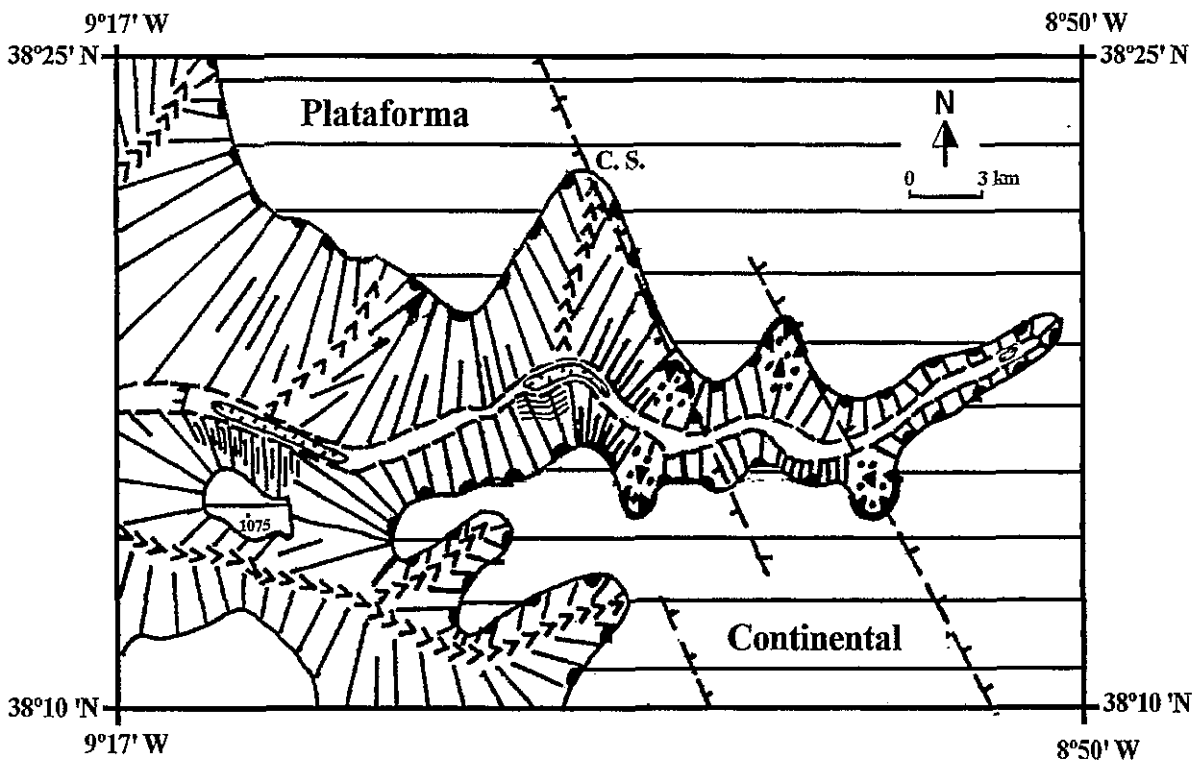 9°17' W
8°50' W
38°25' N
38°25' N
Plataforma
N
C. S.
0 3 km
1075
Continental
38°10 'N
38°10 'N
9°17' W
8°50' W